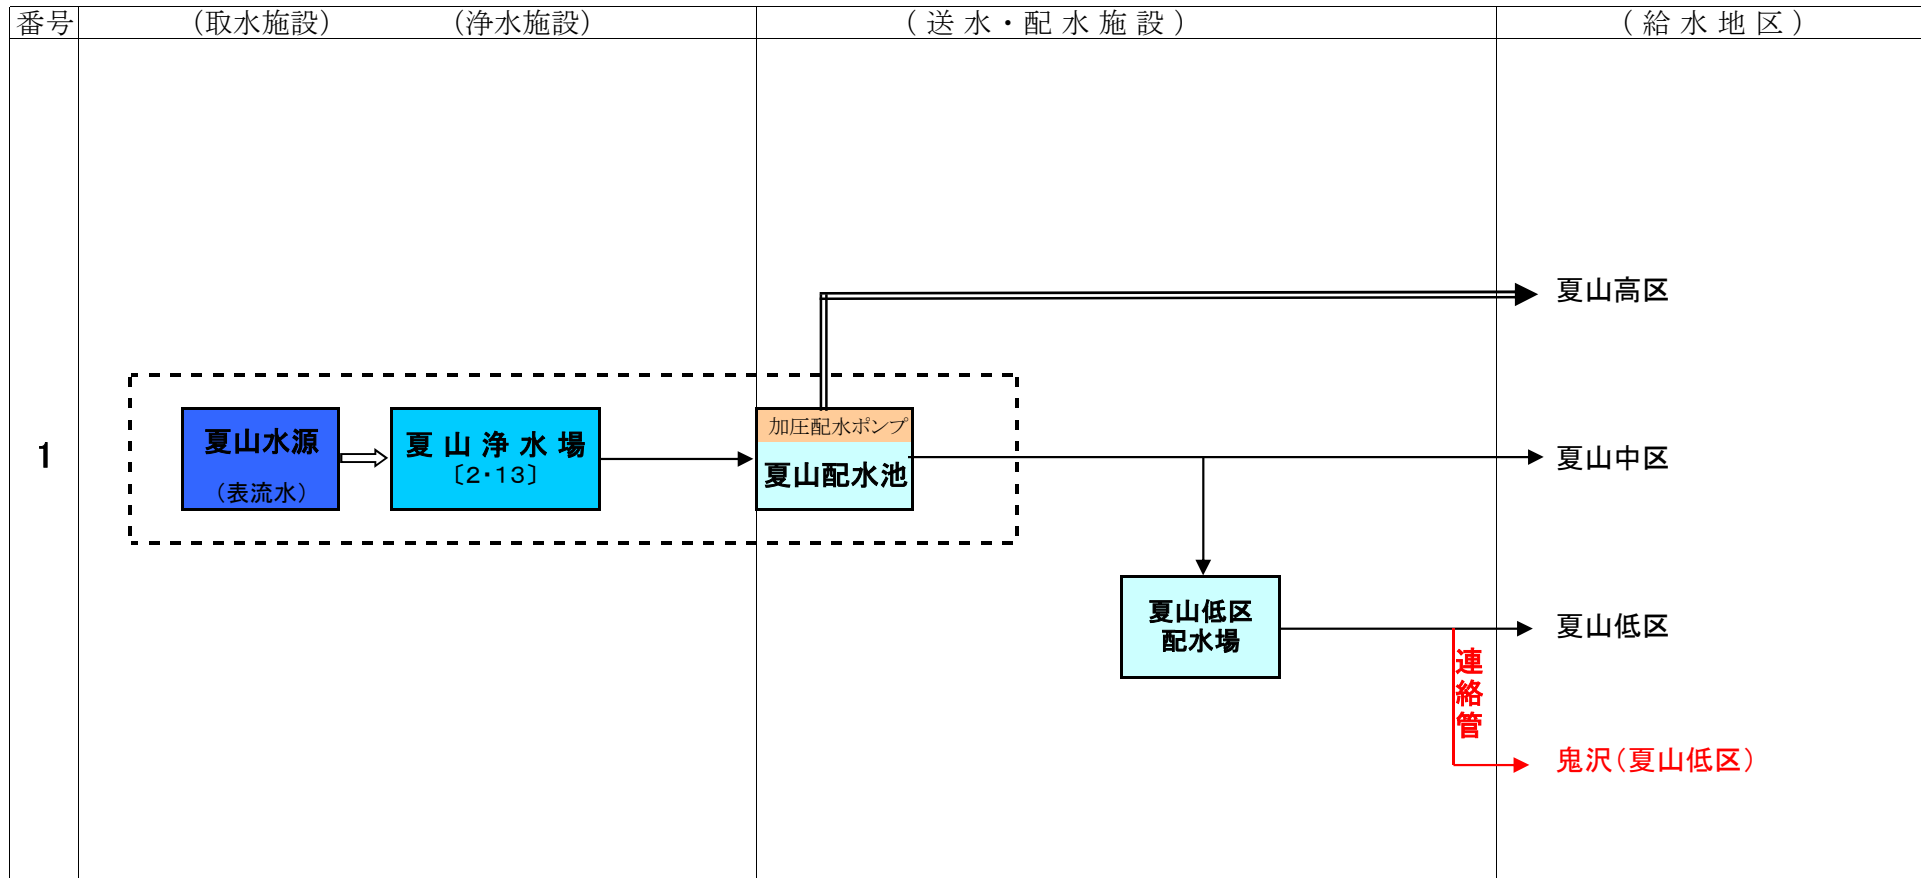 番号
（取水施設）
（浄水施設）
（送水・配水施設）
（給水地区）
夏山高区
1
夏山水源
（表流水）
夏山浄水場
〔2・13〕
加圧配水ポンプ
夏山配水池
夏山中区
夏山低区
配水場
夏山低区
連絡管
鬼沢（夏山低区）